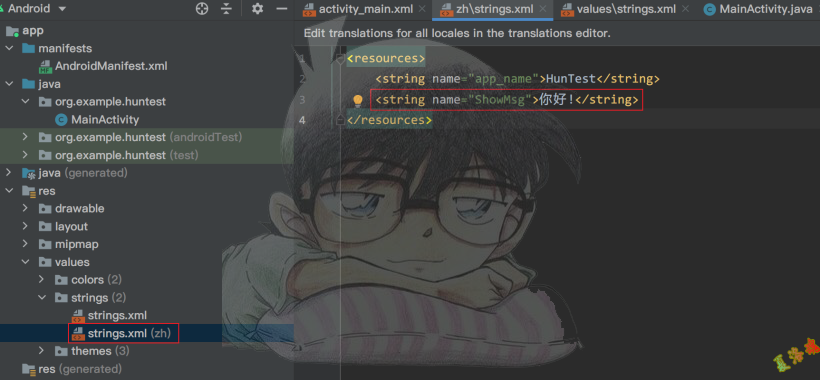 Android
activity_main.xml
zh\strings.xml
values\strings.xml
MainActivity.java
Edit translations for all locales in the translations editor.
app
manifests
AndroidManifest.xml
java
org.example.huntest
MainActivity
org.example.huntest (androidTest)
org.example.huntest (test)
java (generated)
res
drawable
layout
mipmap
values
colors (2)
strings (2)
strings.xml
strings.xml (zh)
themes (3)
res (generated)
1 <resources>
2 <string name="app_name">HunTest</string>
3 <string name="ShowMsg">你好!</string>
4 </resources>